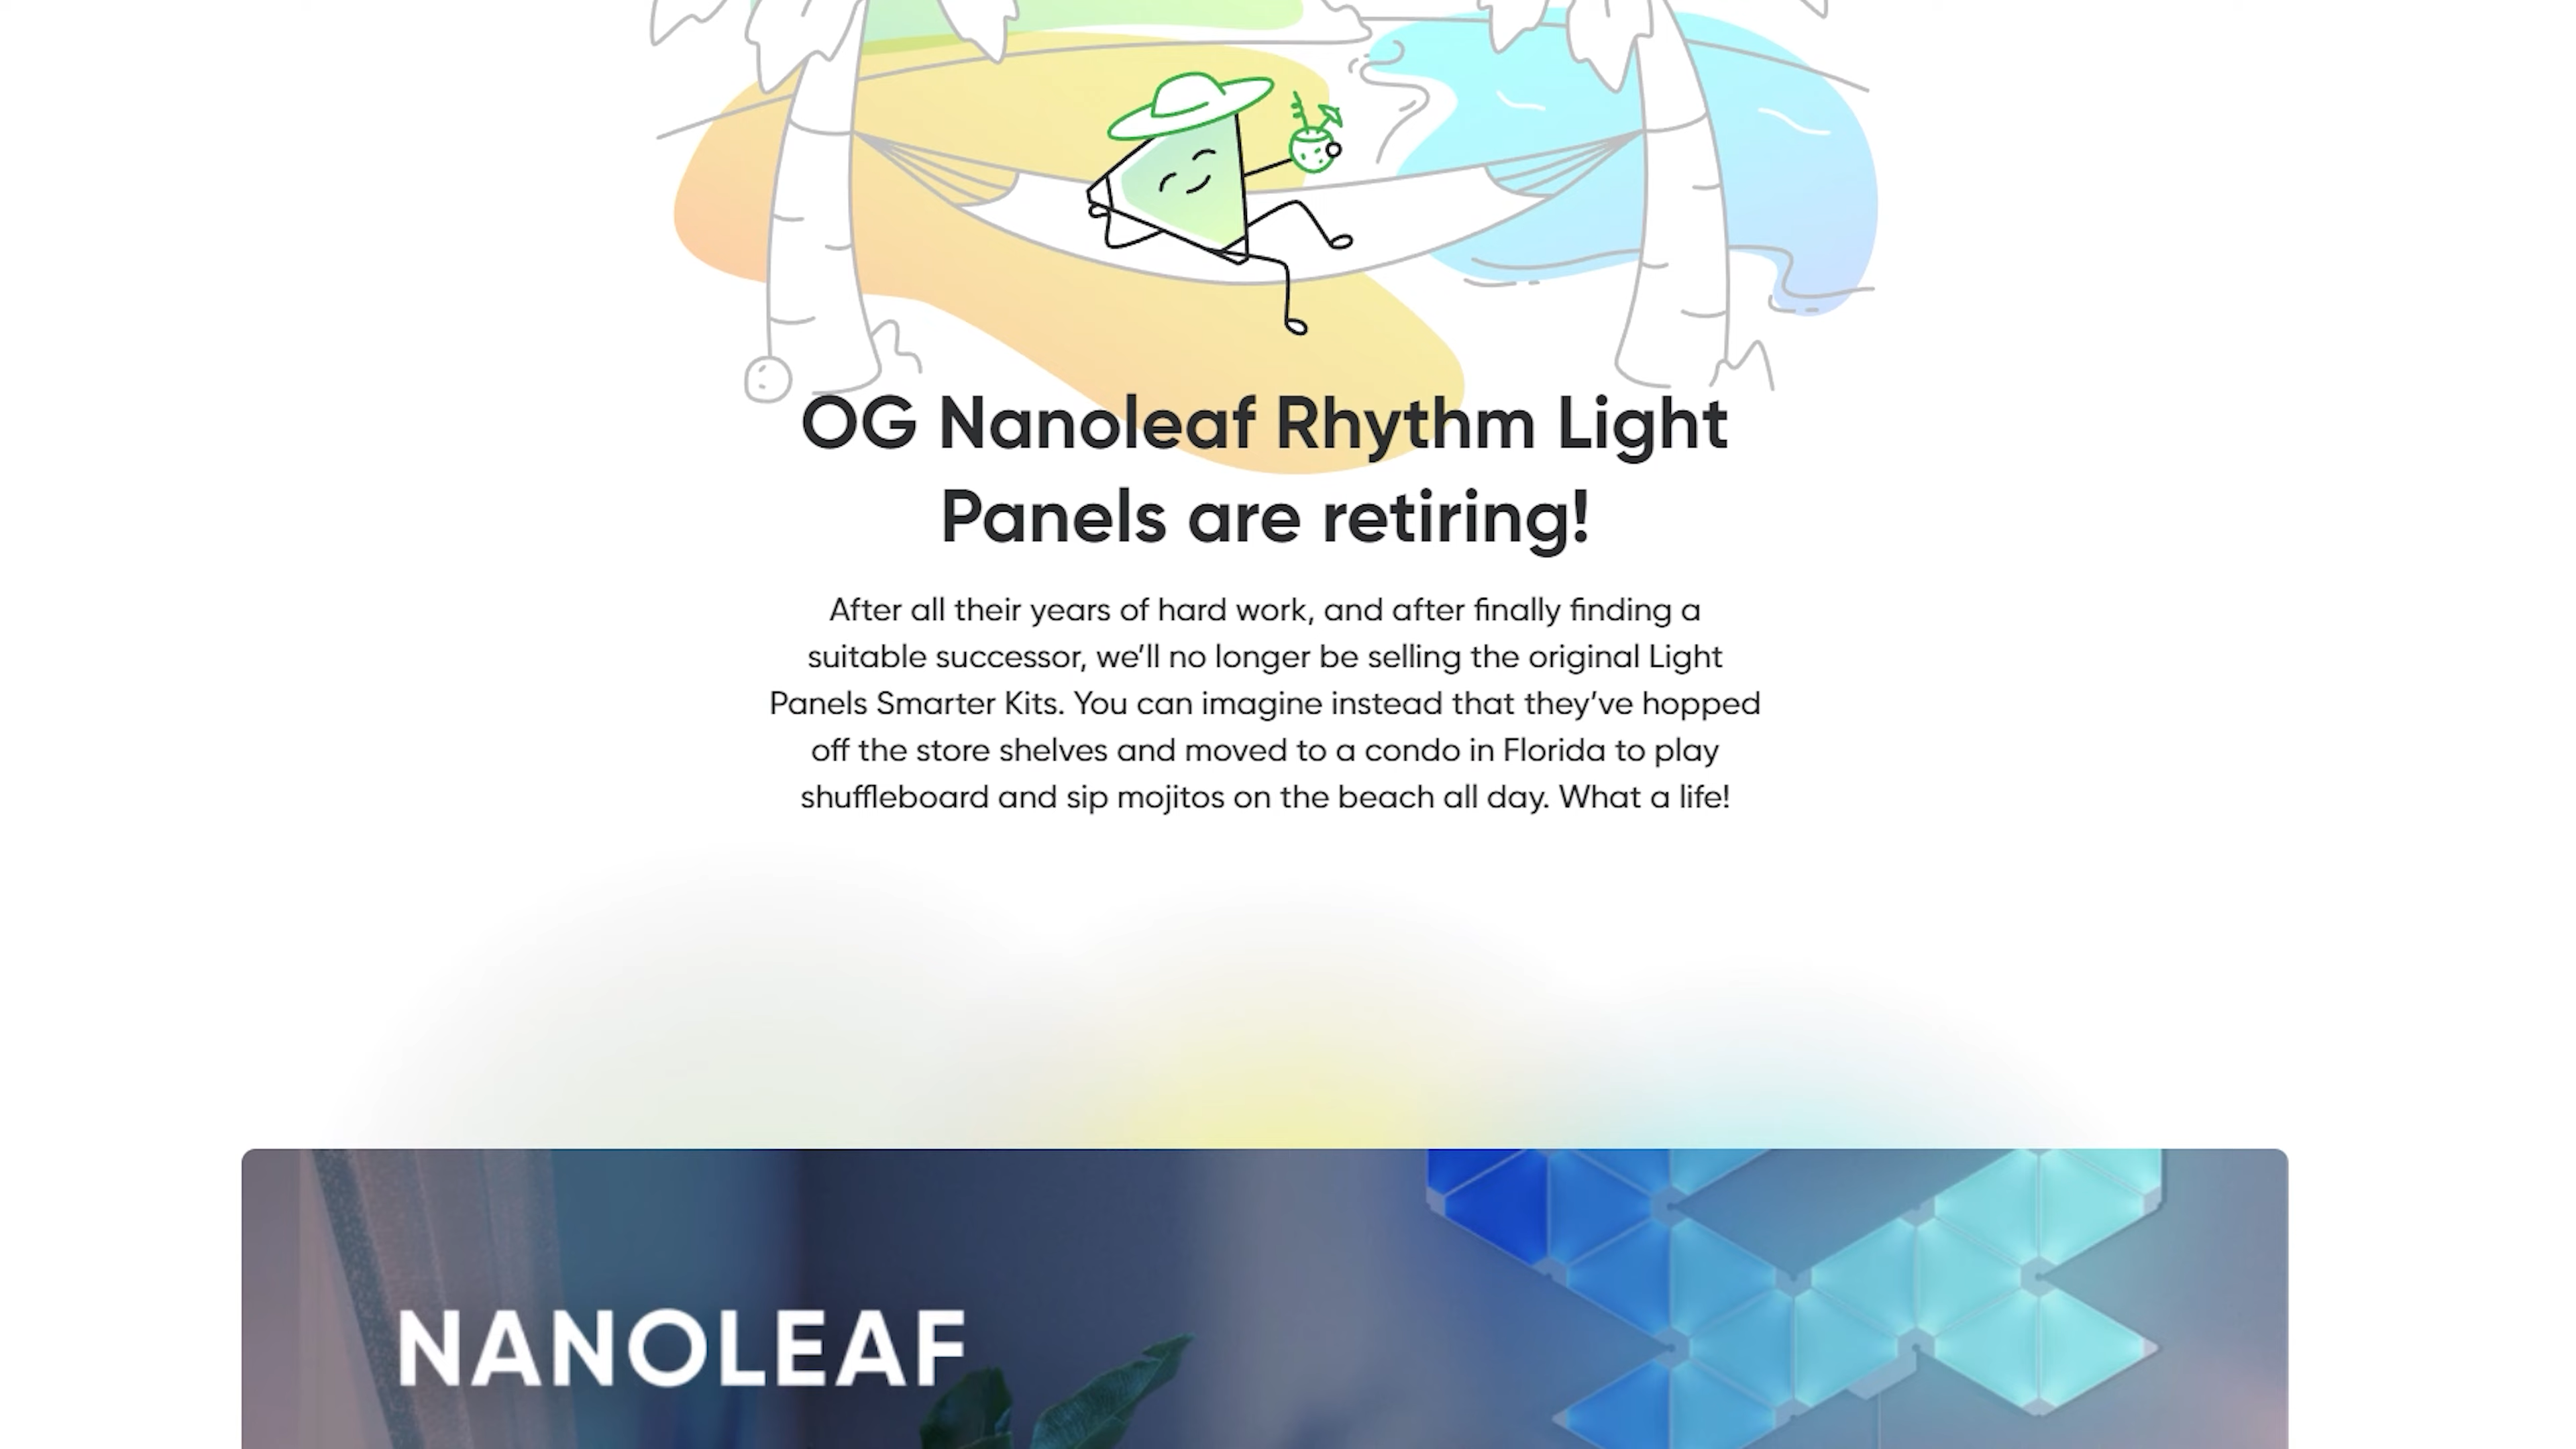 OG Nanoleaf Rhythm Light
Panels are retiring!
After all their years of hard work, and after finally finding a
suitable successor, we’ll no longer be selling the original Light
Panels Smarter Kits. You can imagine instead that they’ve hopped
off the store shelves and moved to a condo in Florida to play
shuffleboard and sip mojitos on the beach all day. What a life!
NANOLEAF